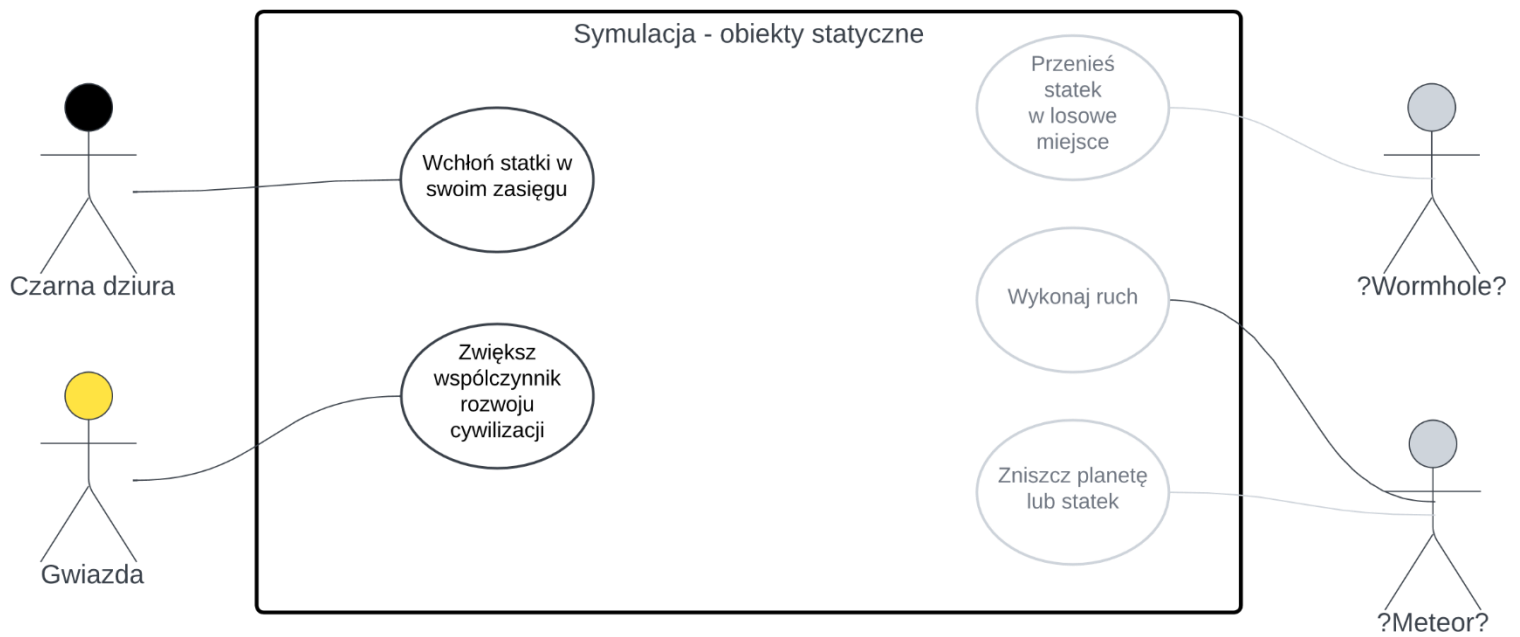 Symulacja - obiekty statyczne
Czarna dziura
Wchłoń statki w
swoim zasięgu
Gwiazda
Zwiększ
wspólczynnik
rozwoju
cywilizacji
Przenieś
statek
w losowe
miejsce
?Wormhole?
Wykonaj ruch
Zniszcz planetę
lub statek
?Meteor?